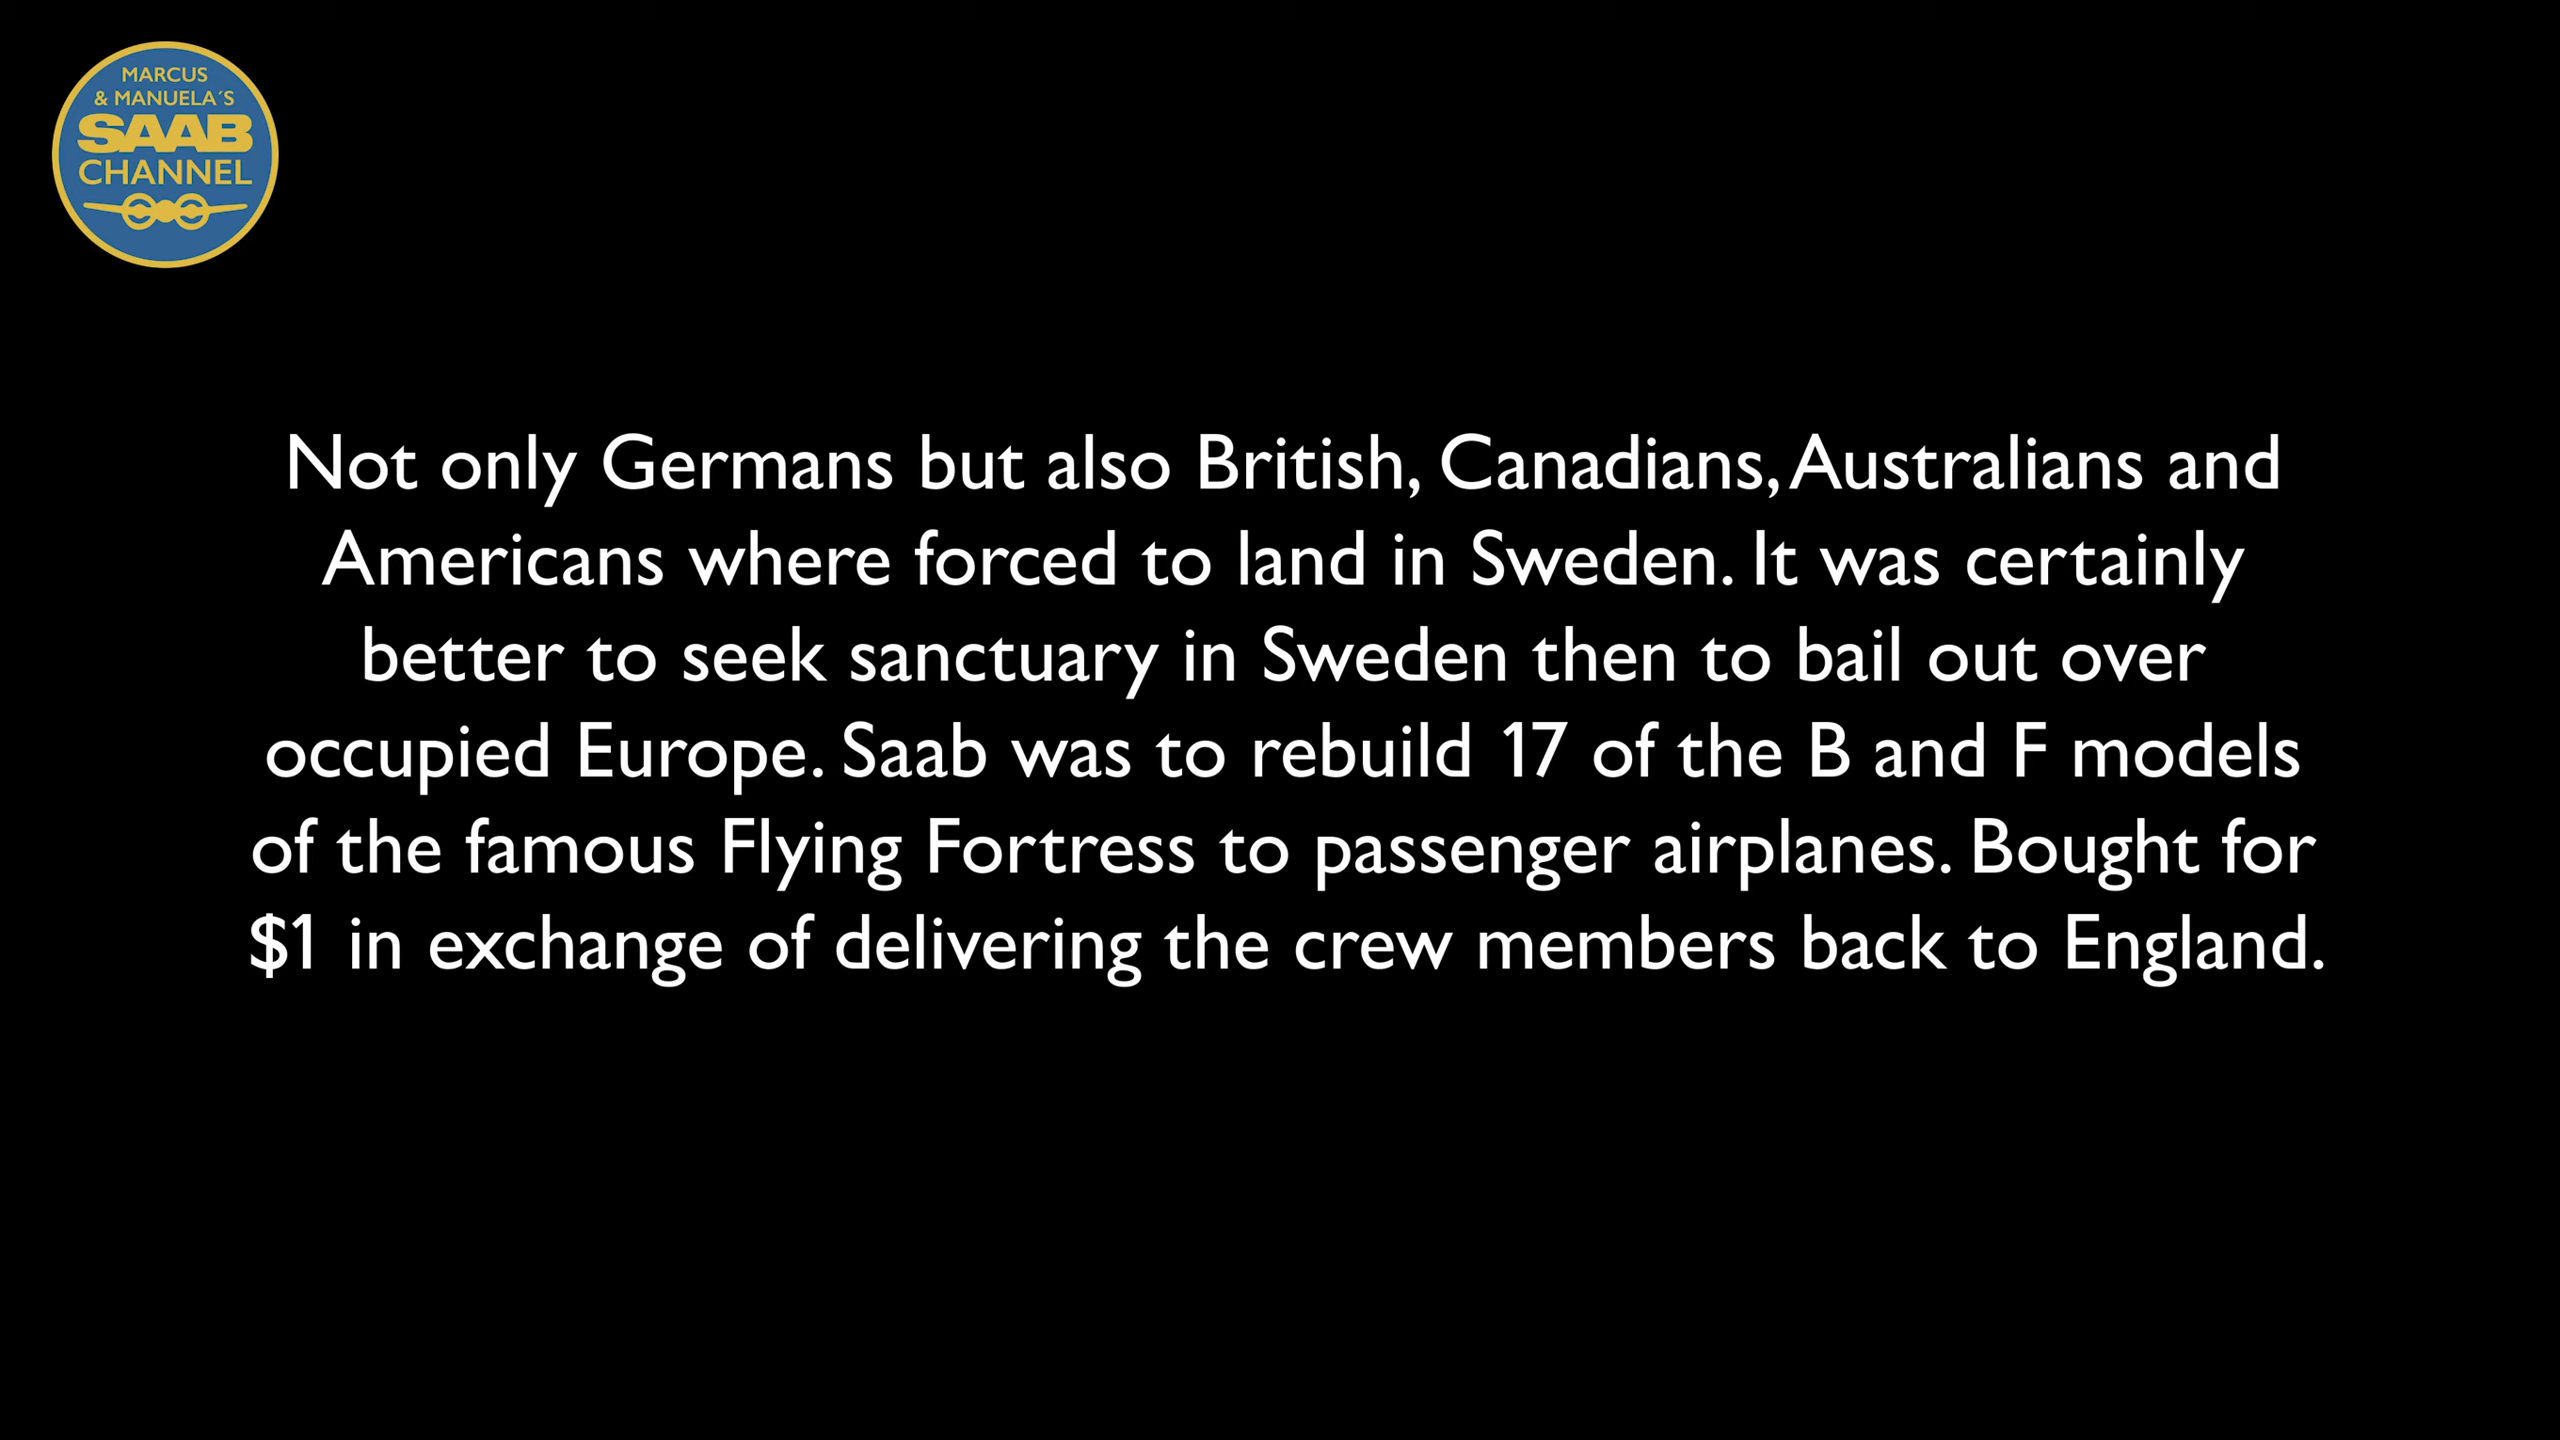 MARCUS
& MANUELA´S
SAAB
CHANNEL
Not only Germans but also British, Canadians, Australians and
Americans where forced to land in Sweden. It was certainly
better to seek sanctuary in Sweden then to bail out over
occupied Europe. Saab was to rebuild 17 of the B and F models
of the famous Flying Fortress to passenger airplanes. Bought for
$1 in exchange of delivering the crew members back to England.